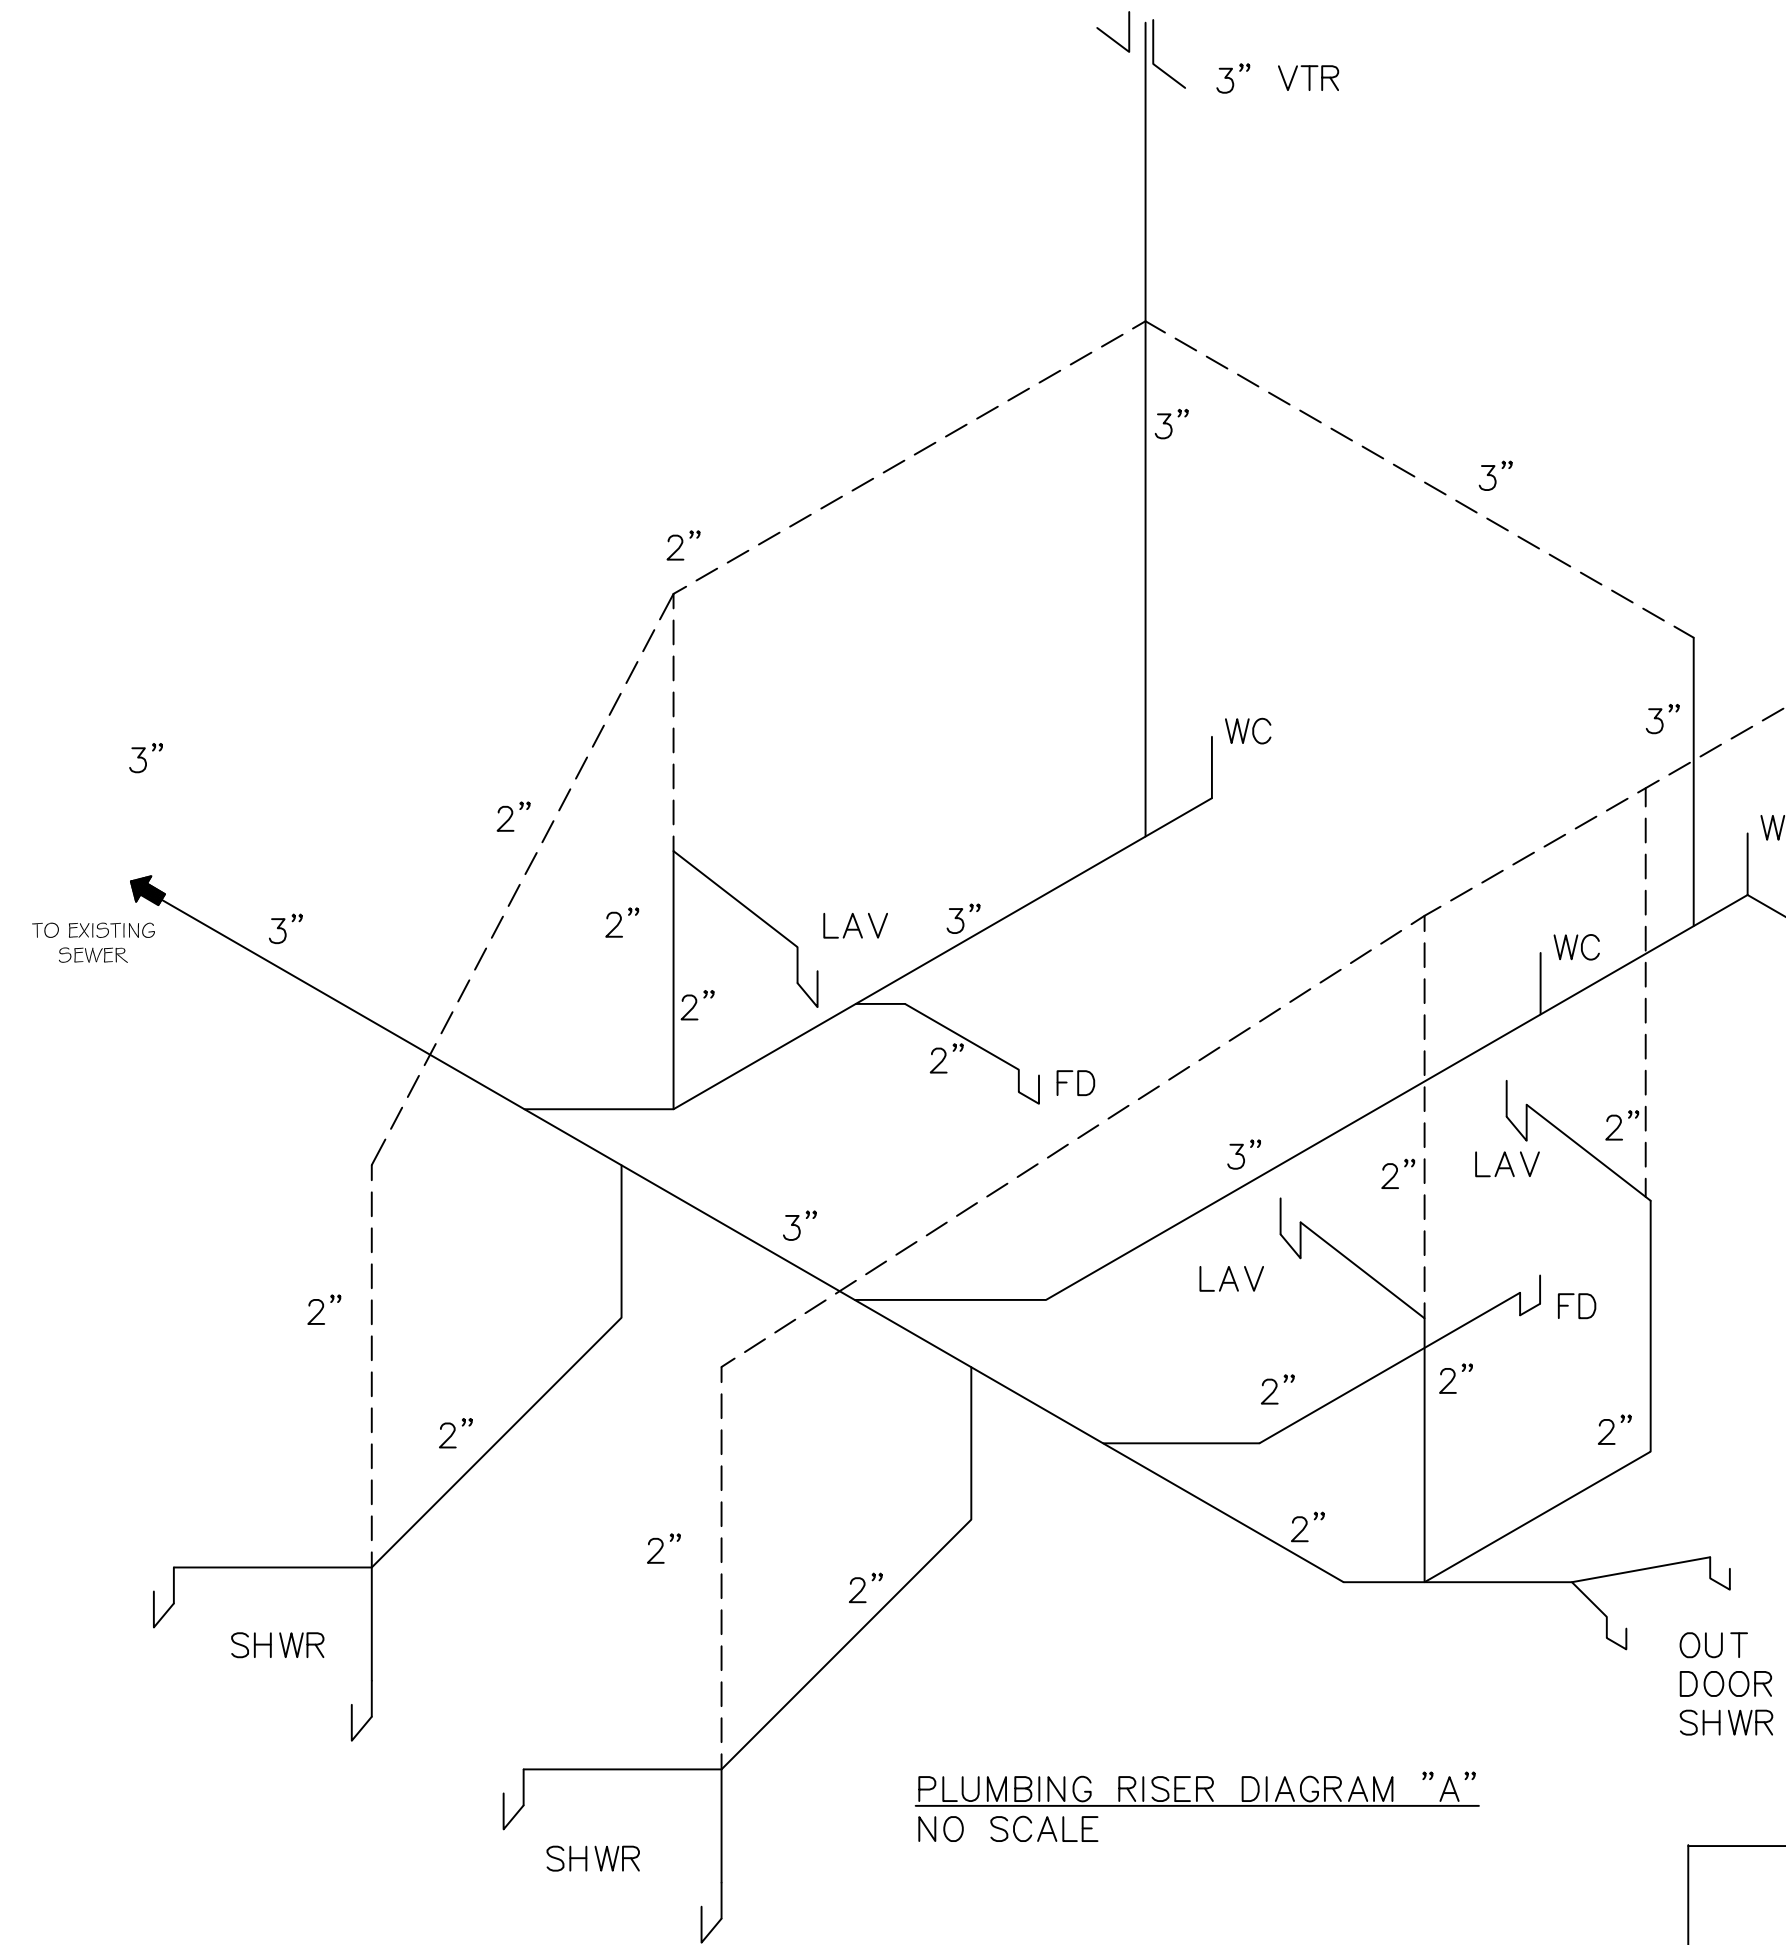 3” VTR
3”
3”
2”
3”
WC
3”
2”
W
3”
2”
LAV
3”
WC
TO EXISTING
SEWER
2”
2”
FD
3”
2”
LAV
2”
3”
LAV
FD
2”
2”
2”
2”
2”
2”
2”
2”
SHWR
OUT
DOOR
SHWR
PLUMBING RISER DIAGRAM ”A”
NO SCALE
SHWR